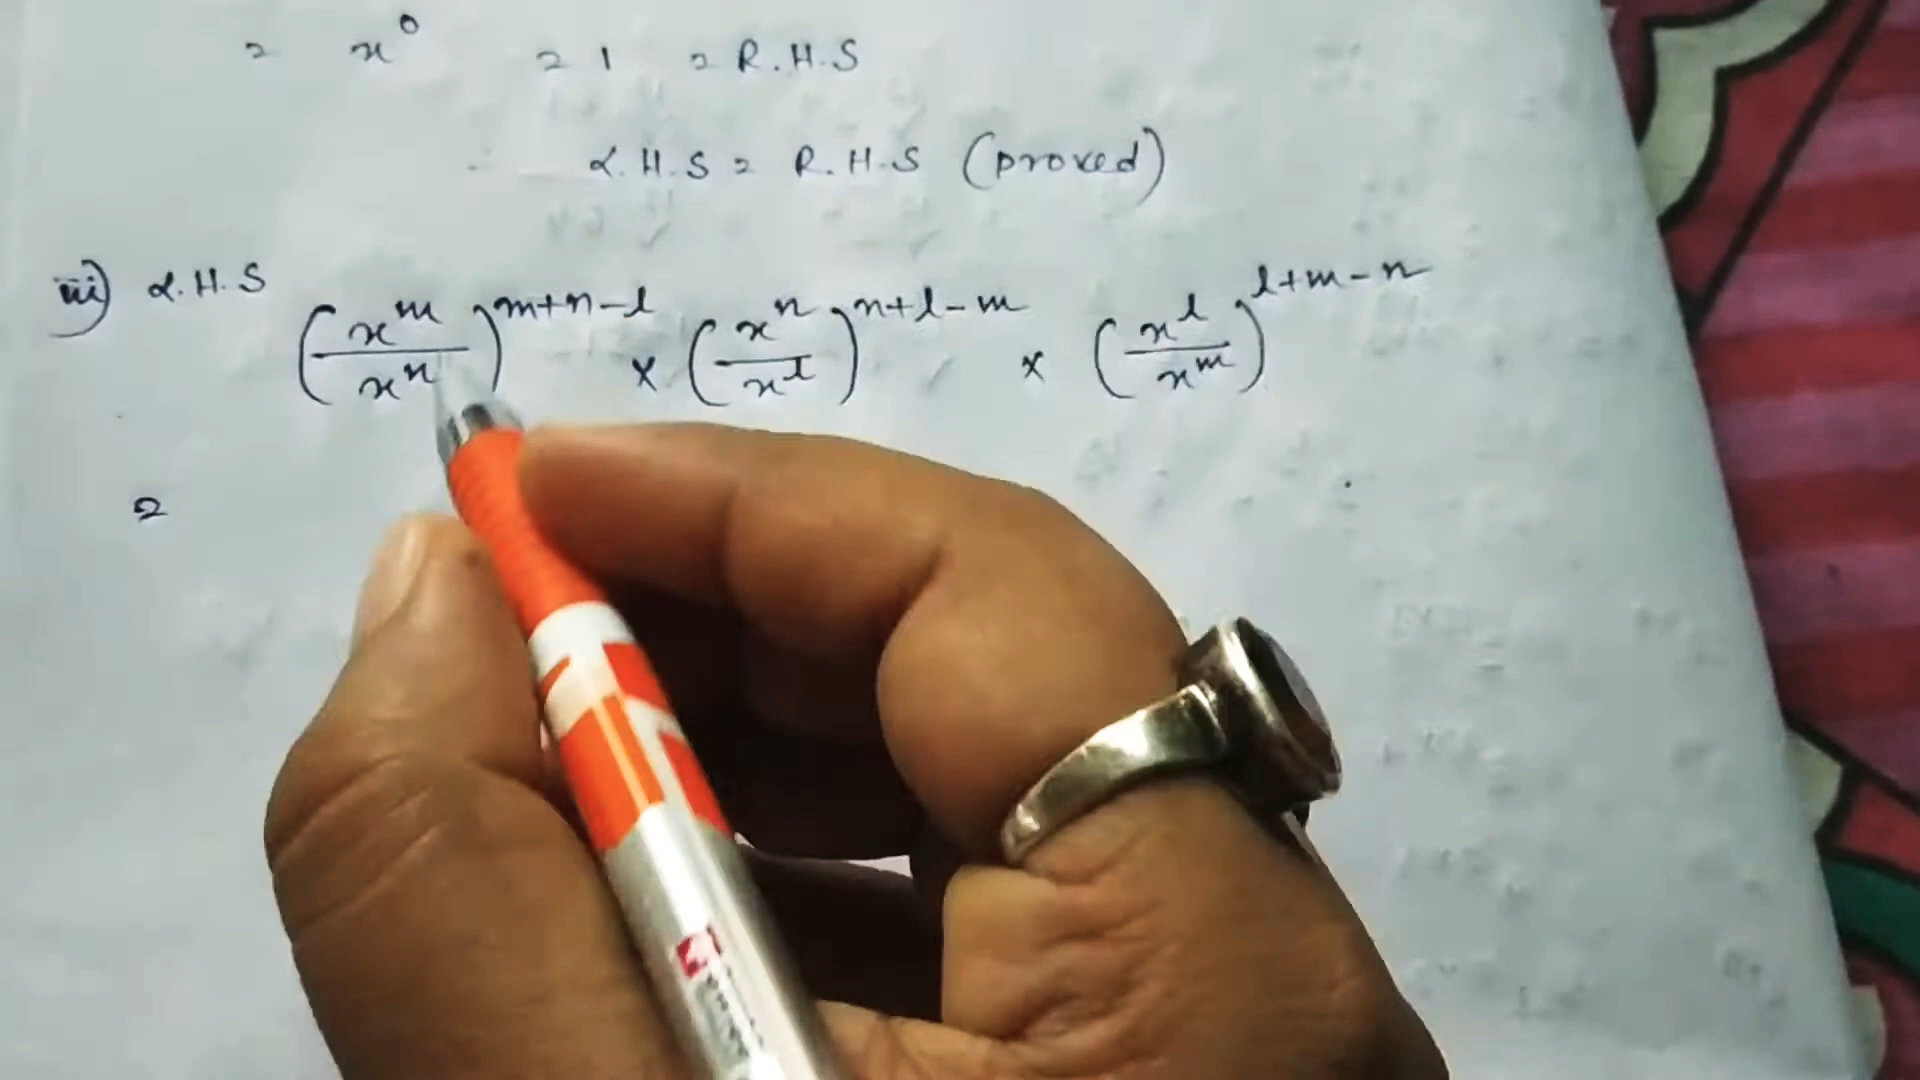 = x⁰ = 1 = R.H.S
L.H.S = R.H.S (proved)
iii) L.H.S (x^m/x^n)^(m+n-l) × (x^n/x^l)^(n+l-m) × (x^l/x^m)^(l+m-n)
=